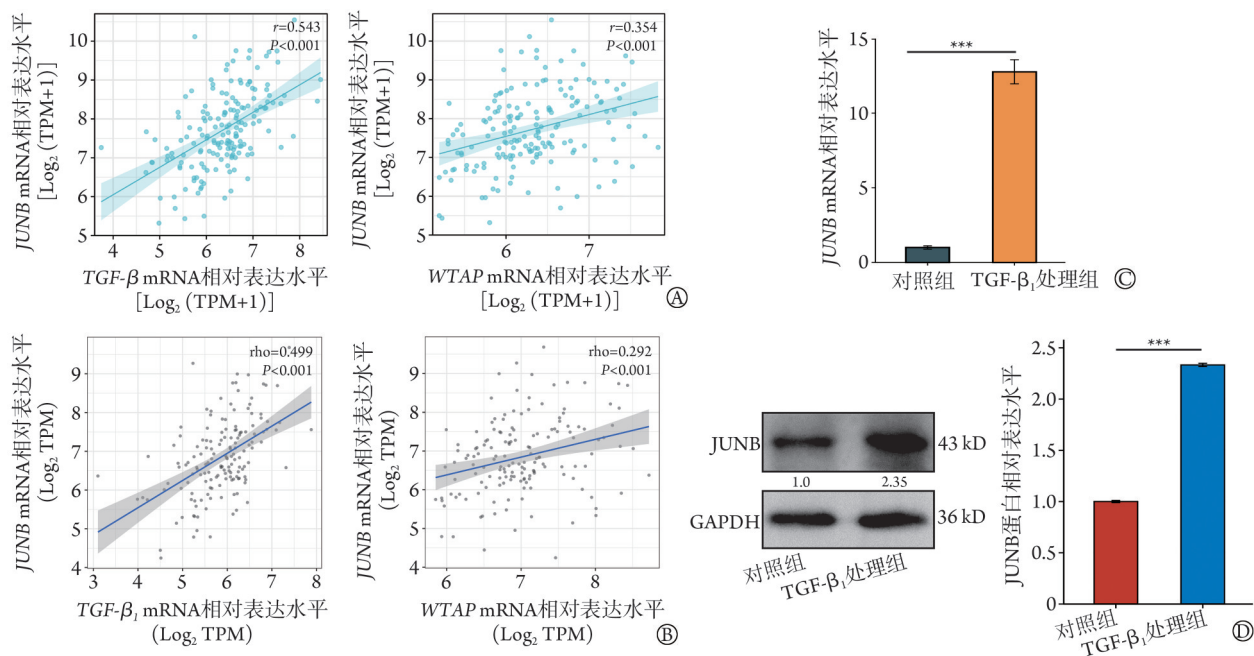 JUNB mRNA相对表达水平
[Log₂ (TPM+1)]
10
9
8
7
6
5
r=0.543
P<0.001
4
5
6
7
8
TGF-β mRNA相对表达水平
[Log₂ (TPM+1)]
JUNB mRNA相对表达水平
[Log₂ (TPM+1)]
10
9
8
7
6
5
r=0.354
P<0.001
6
7
WTAP mRNA相对表达水平
[Log₂ (TPM+1)]
Ⓐ
JUNB mRNA相对表达水平
15
10
5
0
***
对照组
TGF-β₁处理组
Ⓒ
JUNB mRNA相对表达水平
(Log₂ TPM)
9
8
7
6
5
4
rho=0.499
P<0.001
3
4
5
6
7
8
TGF-β₁ mRNA相对表达水平
(Log₂ TPM)
JUNB mRNA相对表达水平
(Log₂ TPM)
9
8
7
6
5
4
rho=0.292
P<0.001
6
7
8
WTAP mRNA相对表达水平
(Log₂ TPM)
Ⓑ
JUNB
43 kD
1.0 2.35
GAPDH
36 kD
对照组
TGF-β₁处理组
JUNB蛋白相对表达水平
2.5
2.0
1.5
1.0
0.5
0
***
对照组
TGF-β₁处理组
Ⓓ